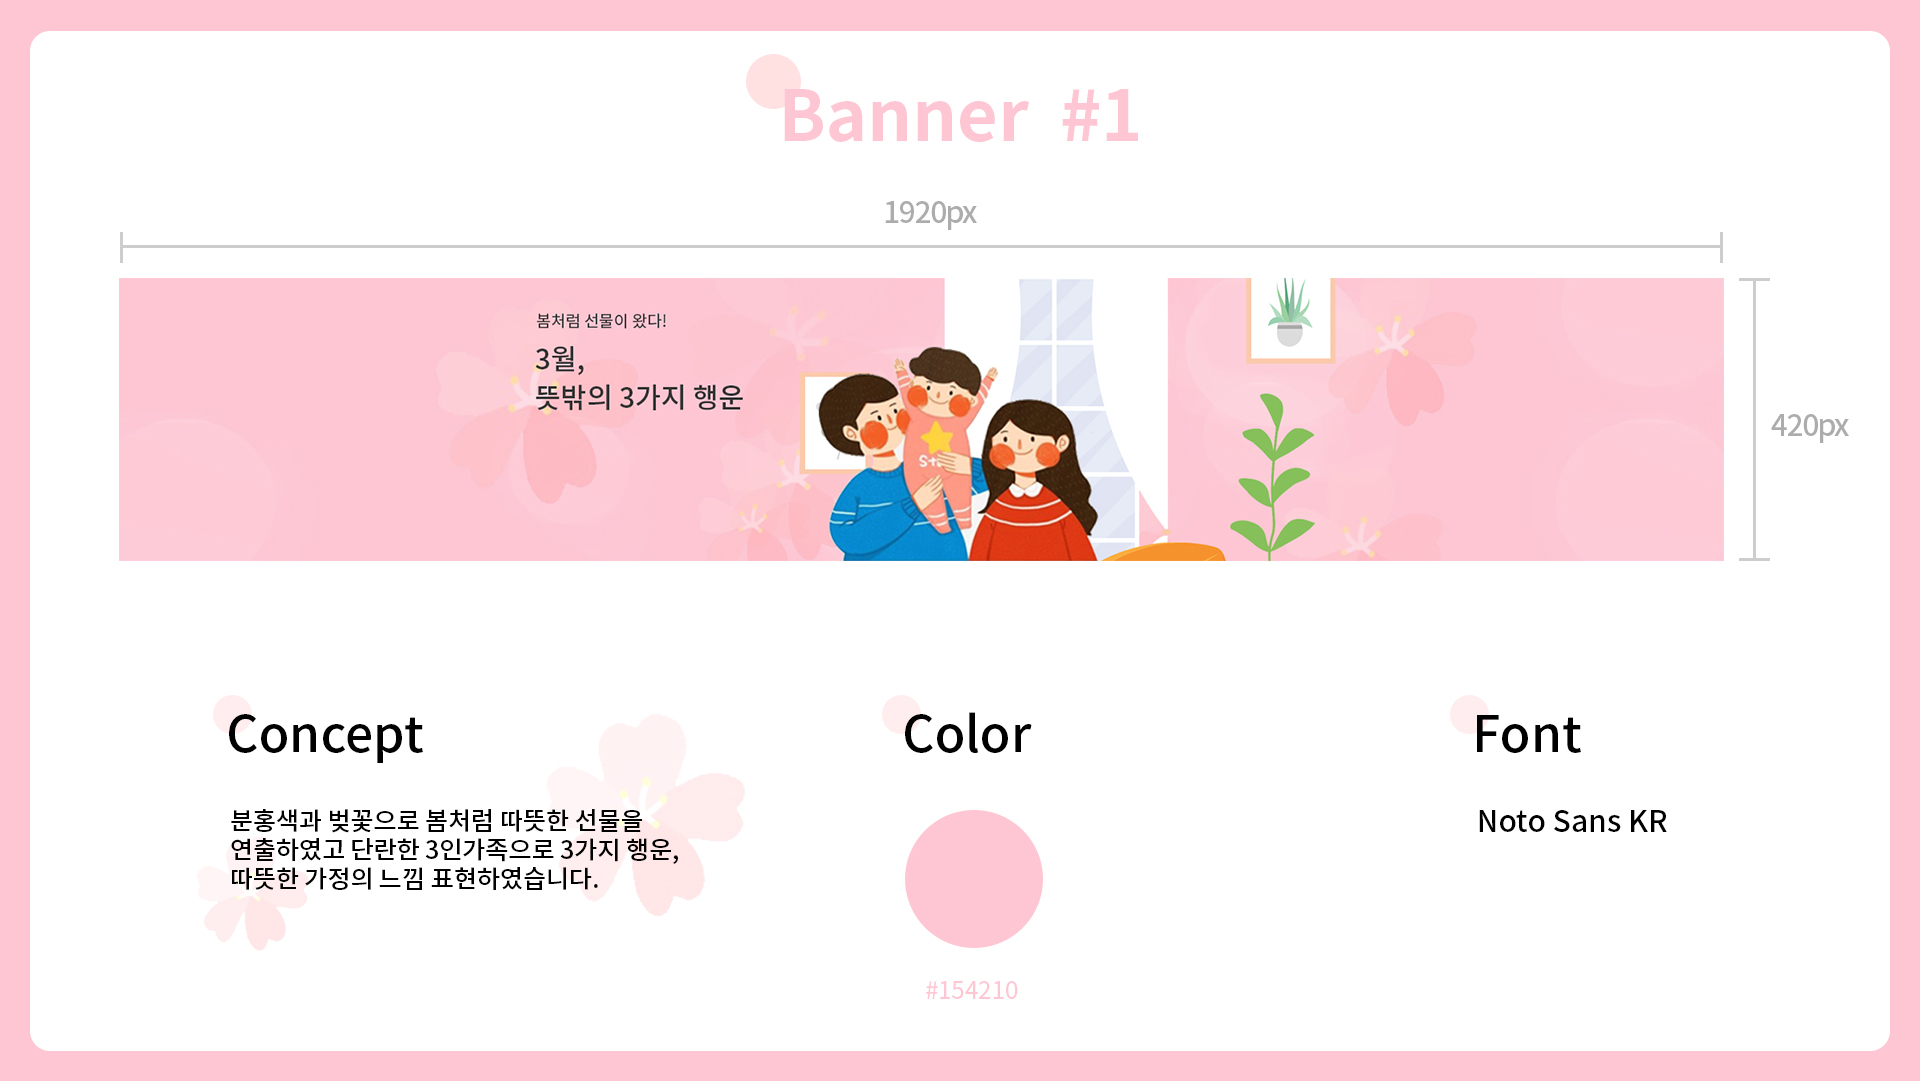 Banner #1
1920px
봄처럼 선물이 왔다!
3월,
뜻밖의 3가지 행운
420px
Concept
분홍색과 벚꽃으로 봄처럼 따뜻한 선물을
연출하였고 단란한 3인가족으로 3가지 행운,
따뜻한 가정의 느낌 표현하였습니다.
Color
#154210
Font
Noto Sans KR